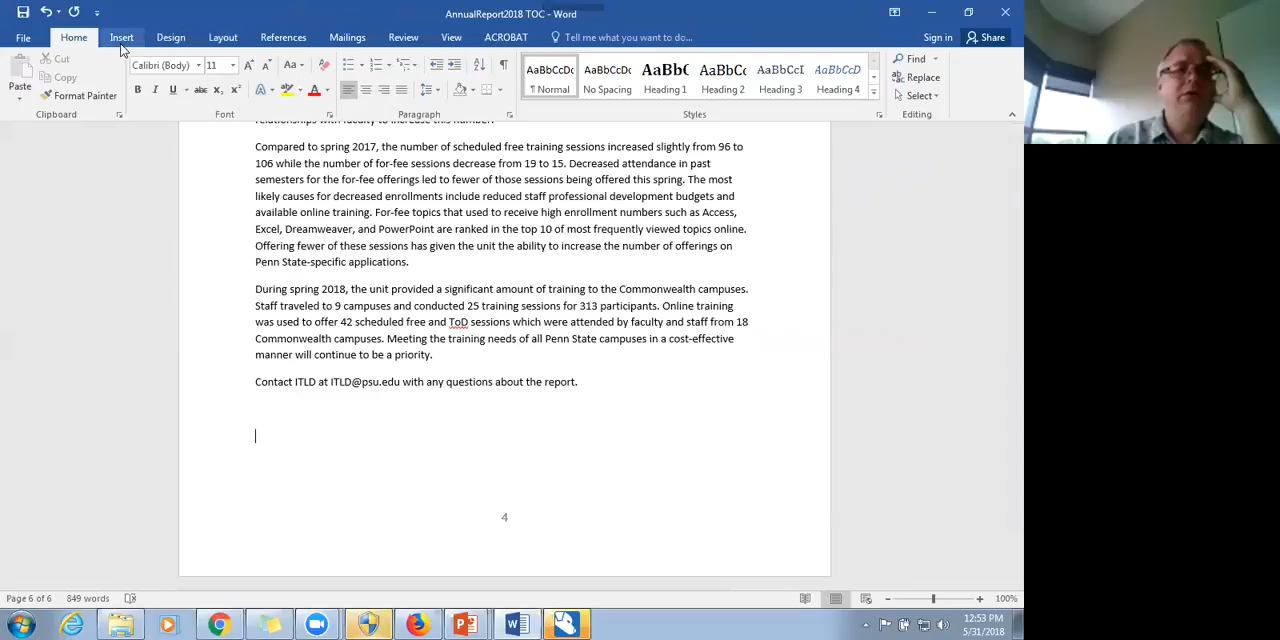 AnnualReport2018 TOC - Word
File Home Insert Design Layout References Mailings Review View ACROBAT Tell me what you want to do... Sign in Share
Paste
Cut
Copy
Format Painter
Clipboard
Calibri (Body) 11
Font
Paragraph
AaBbCcDc AaBbCcDc AaBbC AaBbCc AaBbCcI AaBbCcD
¶ Normal No Spacing Heading 1 Heading 2 Heading 3 Heading 4
Styles
Find
Replace
Select
Editing
relationships with faculty to increase this number.
Compared to spring 2017, the number of scheduled free training sessions increased slightly from 96 to
106 while the number of for-fee sessions decrease from 19 to 15. Decreased attendance in past
semesters for the for-fee offerings led to fewer of those sessions being offered this spring. The most
likely causes for decreased enrollments include reduced staff professional development budgets and
available online training. For-fee topics that used to receive high enrollment numbers such as Access,
Excel, Dreamweaver, and PowerPoint are ranked in the top 10 of most frequently viewed topics online.
Offering fewer of these sessions has given the unit the ability to increase the number of offerings on
Penn State-specific applications.
During spring 2018, the unit provided a significant amount of training to the Commonwealth campuses.
Staff traveled to 9 campuses and conducted 25 training sessions for 313 participants. Online training
was used to offer 42 scheduled free and ToD sessions which were attended by faculty and staff from 18
Commonwealth campuses. Meeting the training needs of all Penn State campuses in a cost-effective
manner will continue to be a priority.
Contact ITLD at ITLD@psu.edu with any questions about the report.
4
Page 6 of 6 849 words 100%
12:53 PM
5/31/2018